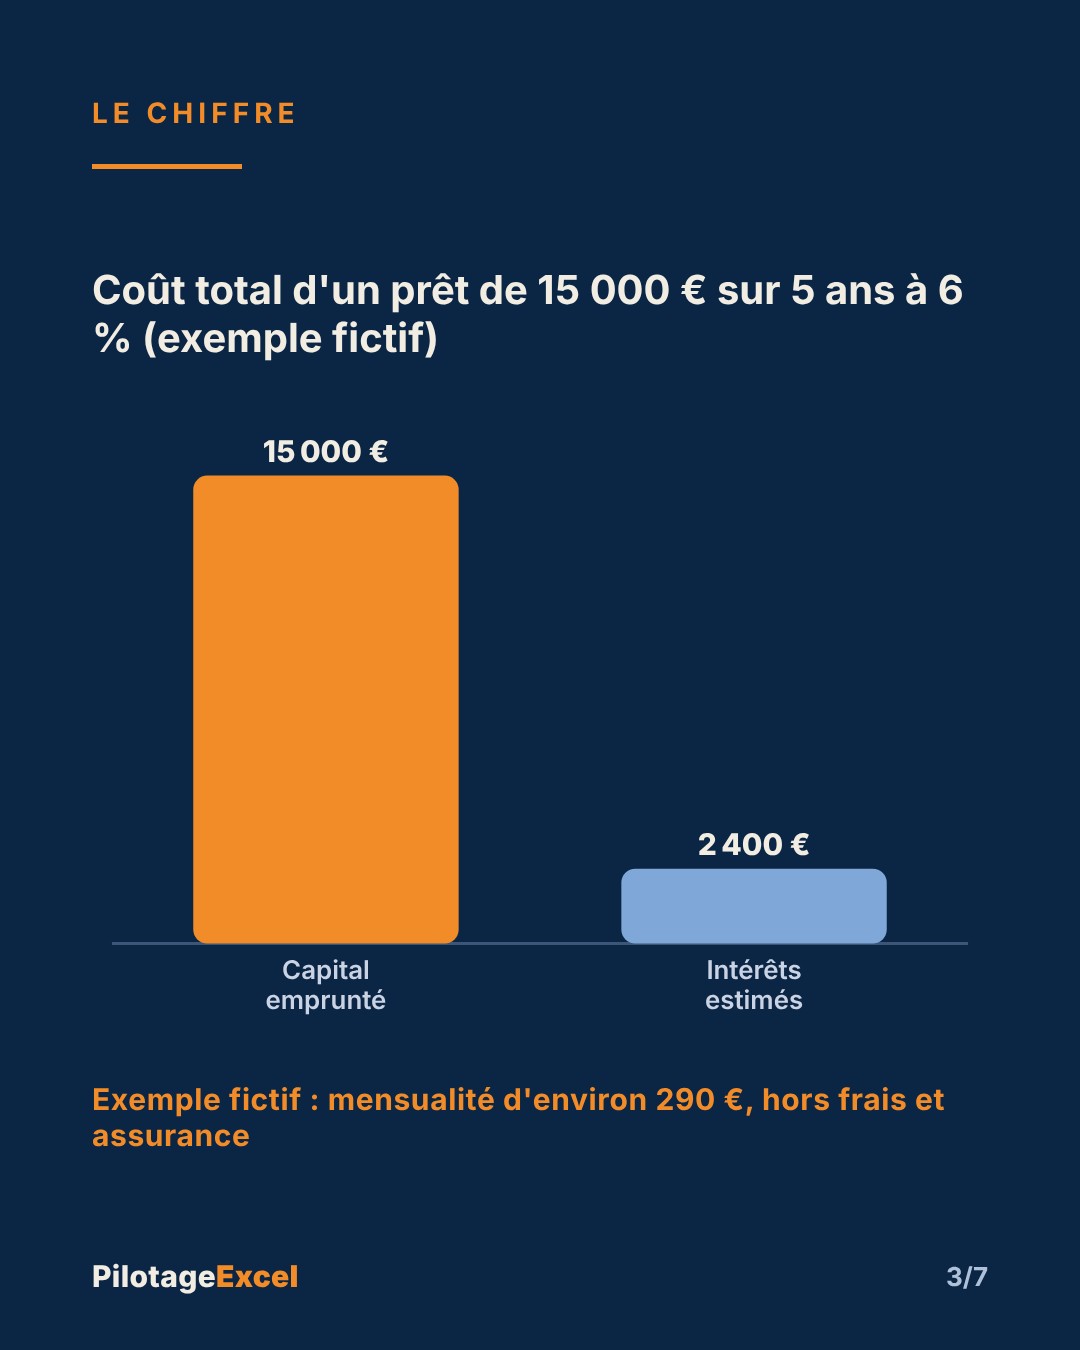 LE CHIFFRE
Coût total d'un prêt de 15 000 € sur 5 ans à 6
% (exemple fictif)
15 000 €
2 400 €
Capital
emprunté
Intérêts
estimés
Exemple fictif : mensualité d'environ 290 €, hors frais et
assurance
PilotageExcel
3/7